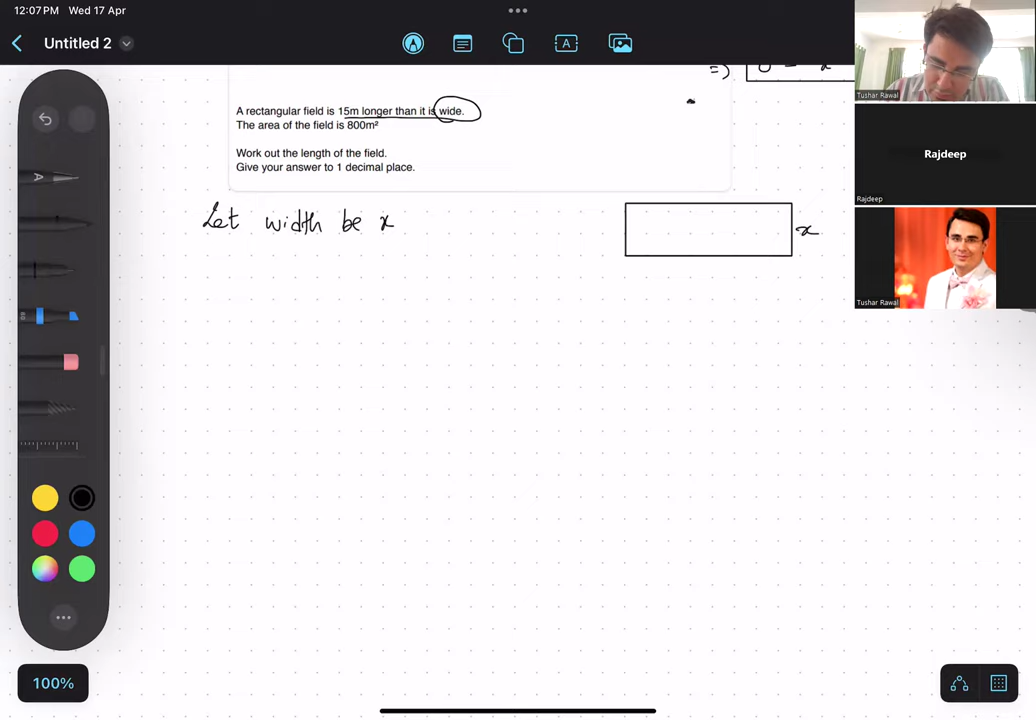 12:07PM Wed 17 Apr
Untitled 2
A rectangular field is 15m longer than it is wide.
The area of the field is 800m²
Work out the length of the field.
Give your answer to 1 decimal place.
Let width be x
x
Tushar Rawal
Rajdeep
Rajdeep
Tushar Rawal
100%